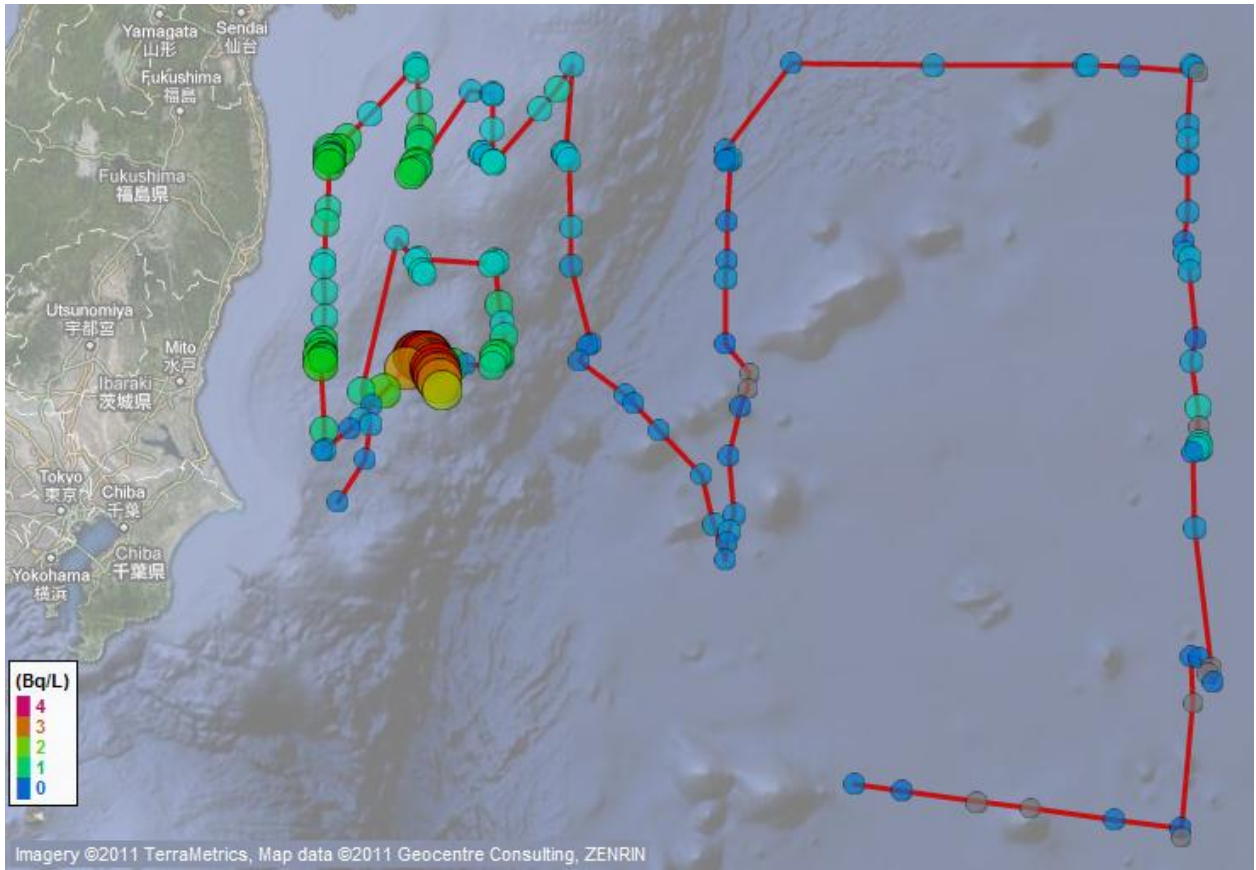 Yamagata
山形
Sendai
仙台
Fukushima
福島
Fukushima
福島県
Utsunomiya
宇都宮
Mito
水戸
Ibaraki
茨城県
Tokyo
東京
Chiba
千葉
Chiba
千葉県
Yokohama
横浜
(Bq/L)
4
3
2
1
0
Imagery ©2011 TerraMetrics, Map data ©2011 Geocentre Consulting, ZENRIN